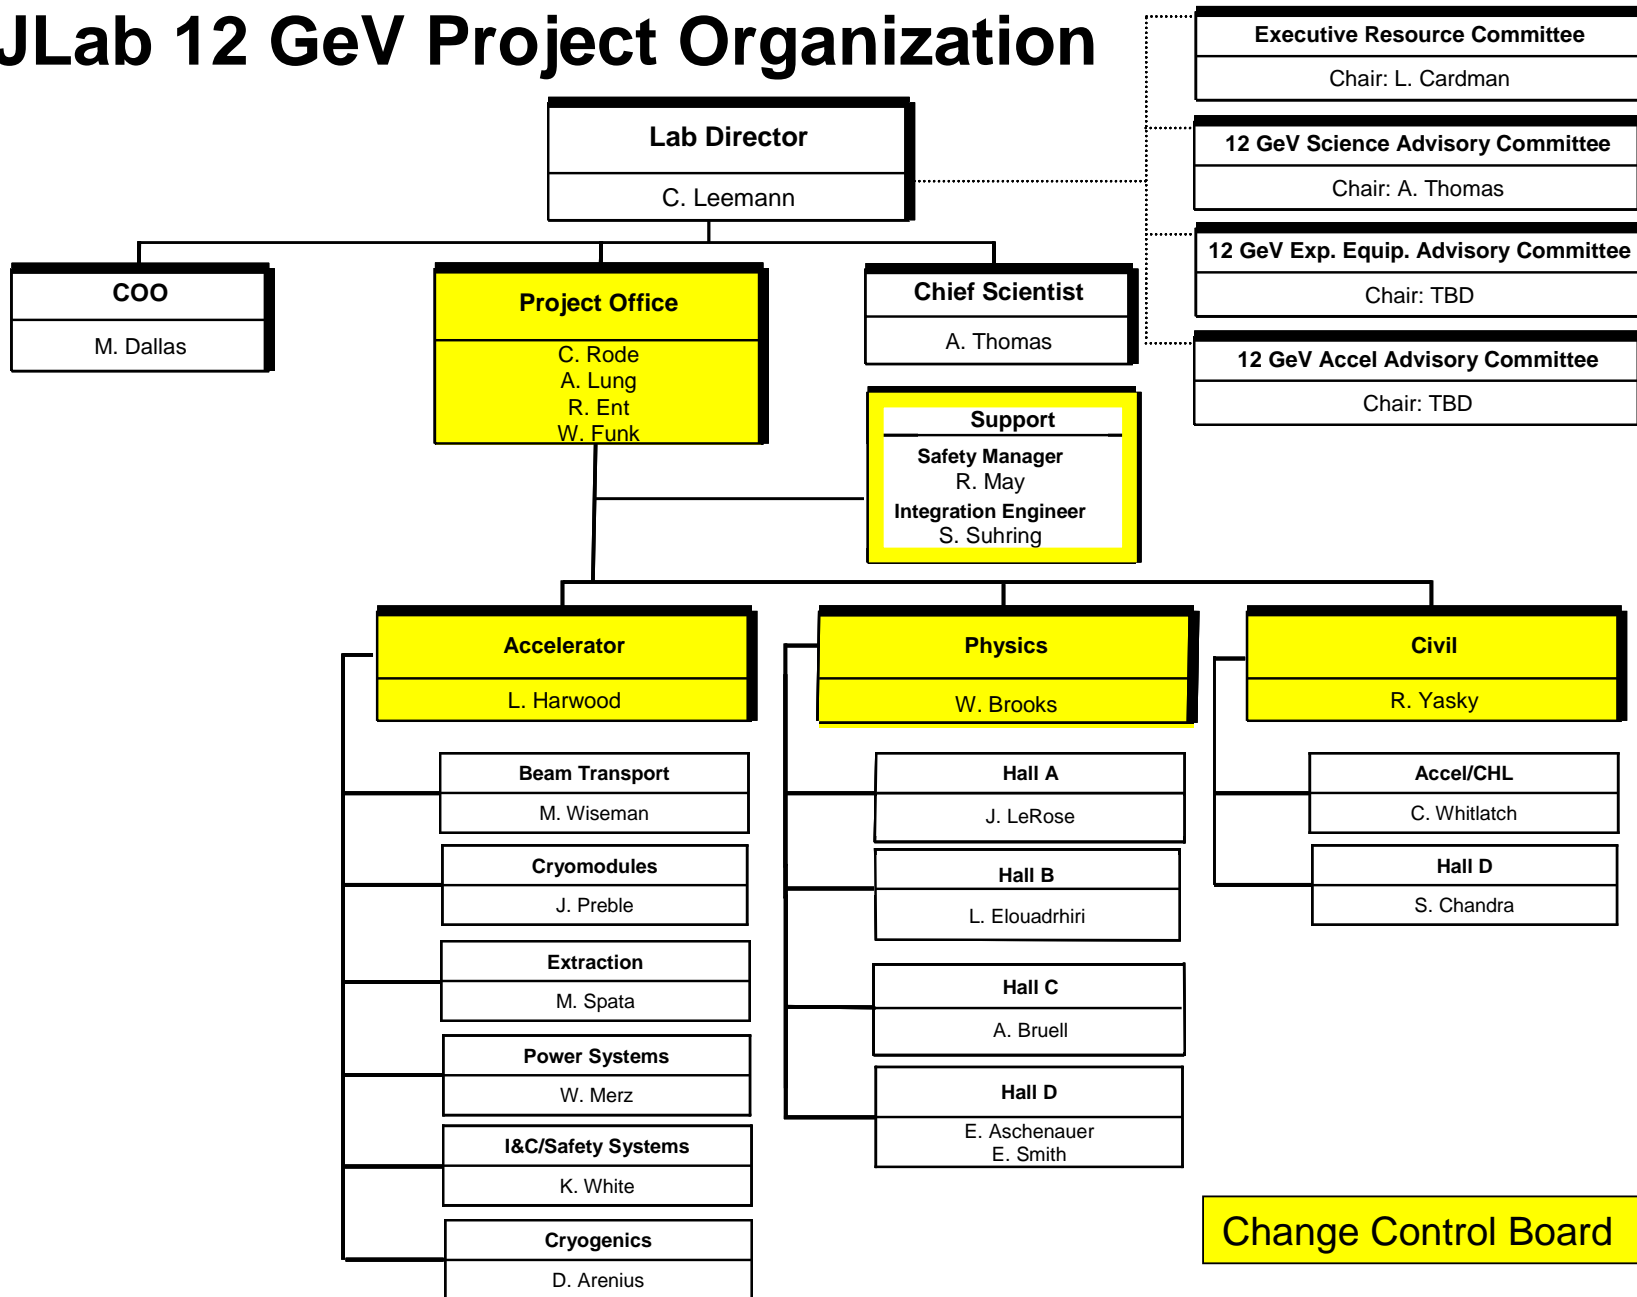 JLab 12 GeV Project Organization
Executive Resource Committee
Chair: L. Cardman
12 GeV Science Advisory Committee
Chair: A. Thomas
12 GeV Exp. Equip. Advisory Committee
Chair: TBD
12 GeV Accel Advisory Committee
Chair: TBD
Lab Director
C. Leemann
COO
M. Dallas
Project Office
C. Rode
A. Lung
R. Ent
W. Funk
Chief Scientist
A. Thomas
Support
Safety Manager
R. May
Integration Engineer
S. Suhring
Accelerator
L. Harwood
Beam Transport
M. Wiseman
Cryomodules
J. Preble
Extraction
M. Spata
Power Systems
W. Merz
I&C/Safety Systems
K. White
Cryogenics
D. Arenius
Physics
W. Brooks
Hall A
J. LeRose
Hall B
L. Elouadrhiri
Hall C
A. Bruell
Hall D
E. Aschenauer
E. Smith
Civil
R. Yasky
Accel/CHL
C. Whitlatch
Hall D
S. Chandra
Change Control Board